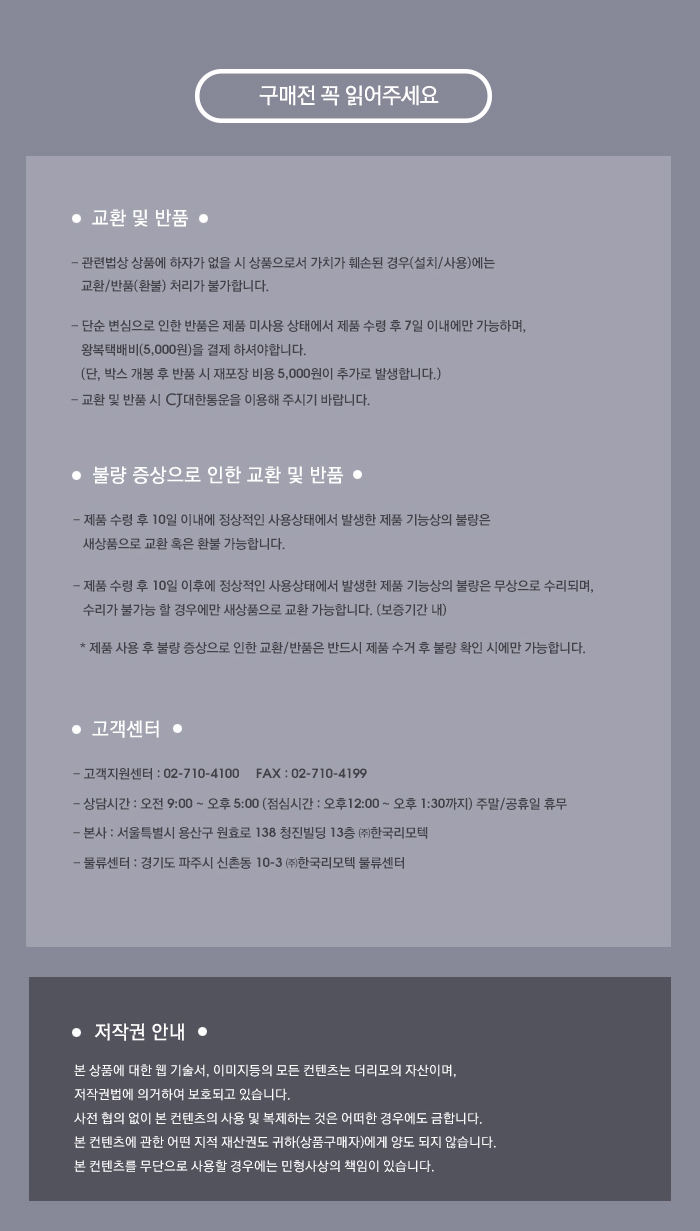 구매전 꼭 읽어주세요
● 교환 및 반품 ●
– 관련법상 상품에 하자가 없을 시 상품으로서 가치가 훼손된 경우(설치/사용)에는
교환/반품(환불) 처리가 불가합니다.
– 단순 변심으로 인한 반품은 제품 미사용 상태에서 제품 수령 후 7일 이내에만 가능하며,
왕복택배비(5,000원)을 결제 하셔야합니다.
(단, 박스 개봉 후 반품 시 재포장 비용 5,000원이 추가로 발생합니다.)
– 교환 및 반품 시 CJ대한통운을 이용해 주시기 바랍니다.
● 불량 증상으로 인한 교환 및 반품 ●
– 제품 수령 후 10일 이내에 정상적인 사용상태에서 발생한 제품 기능상의 불량은
새상품으로 교환 혹은 환불 가능합니다.
– 제품 수령 후 10일 이후에 정상적인 사용상태에서 발생한 제품 기능상의 불량은 무상으로 수리되며,
수리가 불가능 할 경우에만 새상품으로 교환 가능합니다. (보증기간 내)
* 제품 사용 후 불량 증상으로 인한 교환/반품은 반드시 제품 수거 후 불량 확인 시에만 가능합니다.
● 고객센터 ●
– 고객지원센터 : 02-710-4100 FAX : 02-710-4199
– 상담시간 : 오전 9:00 ~ 오후 5:00 (점심시간 : 오후12:00 ~ 오후 1:30까지) 주말/공휴일 휴무
– 본사 : 서울특별시 용산구 원효로 138 청진빌딩 13층 ㈜한국리모텍
– 물류센터 : 경기도 파주시 신촌동 10-3 ㈜한국리모텍 물류센터
● 저작권 안내 ●
본 상품에 대한 웹 기술서, 이미지등의 모든 컨텐츠는 더리모의 자산이며,
저작권법에 의거하여 보호되고 있습니다.
사전 협의 없이 본 컨텐츠의 사용 및 복제하는 것은 어떠한 경우에도 금합니다.
본 컨텐츠에 관한 어떤 지적 재산권도 귀하(상품구매자)에게 양도 되지 않습니다.
본 컨텐츠를 무단으로 사용할 경우에는 민형사상의 책임이 있습니다.